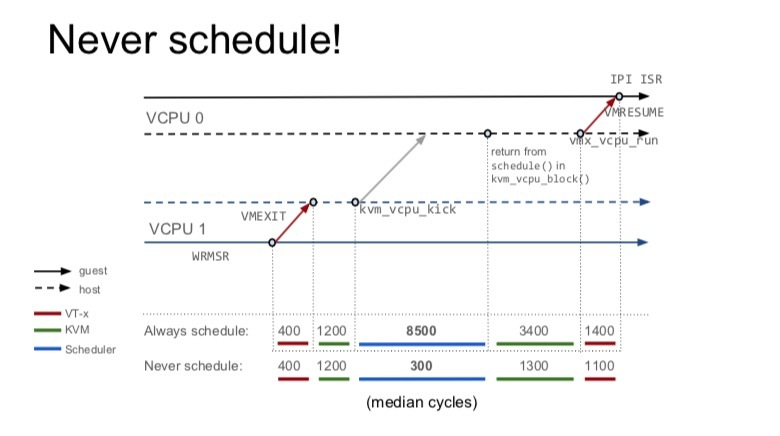 Never schedule!
IPI ISR
VCPU 0
VMRESUME
vmx_vcpu_run
return from
schedule() in
kvm_vcpu_block()
VMEXIT
kvm_vcpu_kick
VCPU 1
WRMSR
guest
host
VT-x
KVM
Scheduler
Always schedule: 400 1200 8500 3400 1400
Never schedule: 400 1200 300 1300 1100
(median cycles)